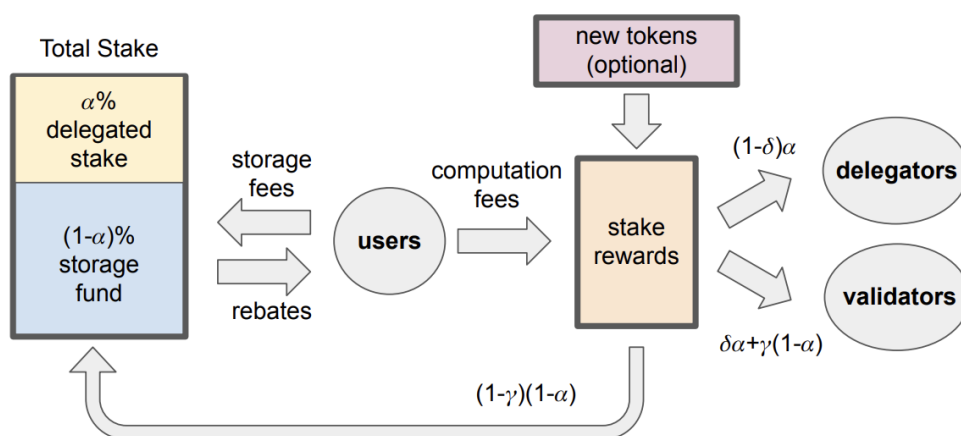 Total Stake
α%
delegated
stake
(1-α)%
storage
fund
storage
fees
rebates
users
computation
fees
new tokens
(optional)
stake
rewards
(1-δ)α
delegators
validators
δα+γ(1-α)
(1-γ)(1-α)